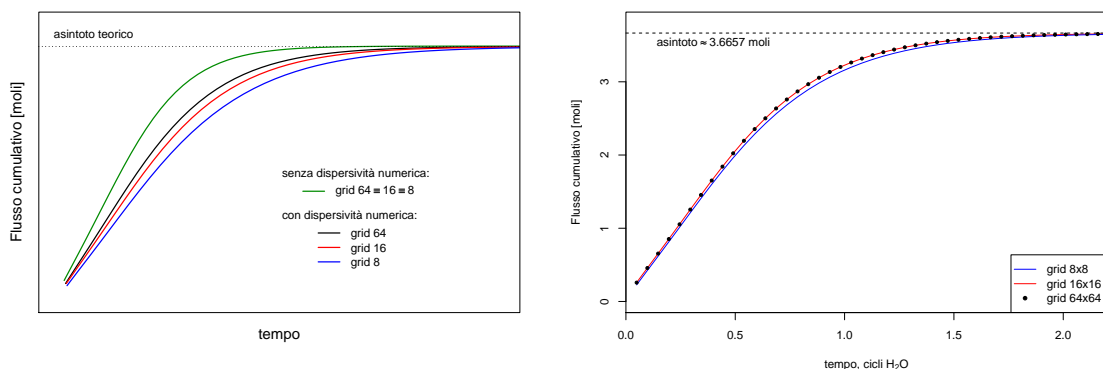 asintoto teorico
Flusso cumulativo [moli]
senza dispersività numerica:
grid 64 ≡ 16 ≡ 8
con dispersività numerica:
grid 64
grid 16
grid 8
tempo
asintoto ≈ 3.6657 moli
Flusso cumulativo [moli]
3
2
1
0
grid 8x8
grid 16x16
grid 64x64
0.0 0.5 1.0 1.5 2.0
tempo, cicli H₂O